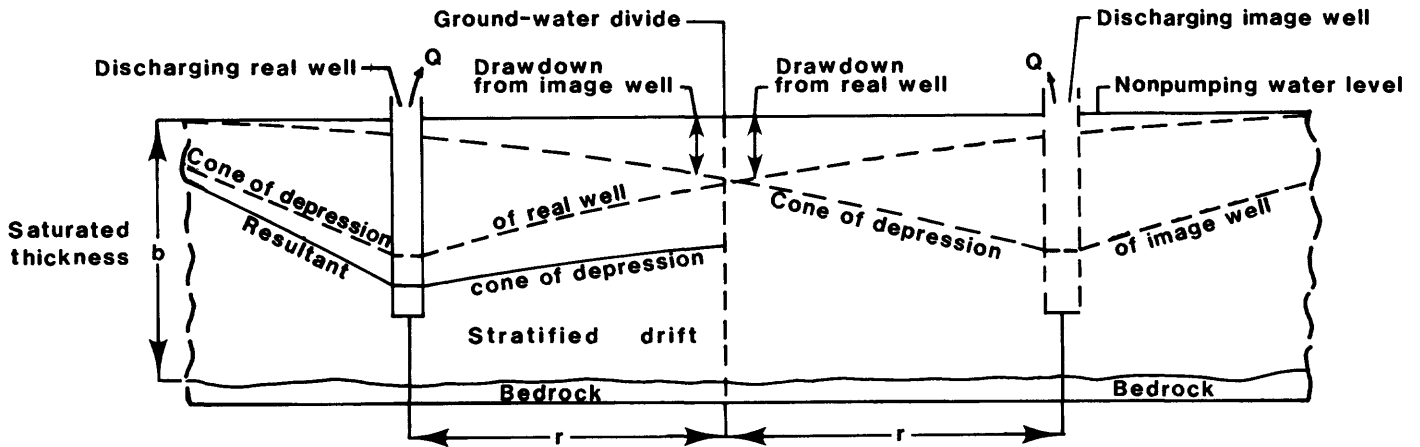 Ground-water divide
Discharging image well
Discharging real well
Q
Drawdown
from image well
Drawdown
from real well
Q
Nonpumping water level
Cone of depression
of real well
Cone of depression
of image well
Resultant
cone of depression
Saturated
thickness
b
Stratified drift
Bedrock
Bedrock
r
r